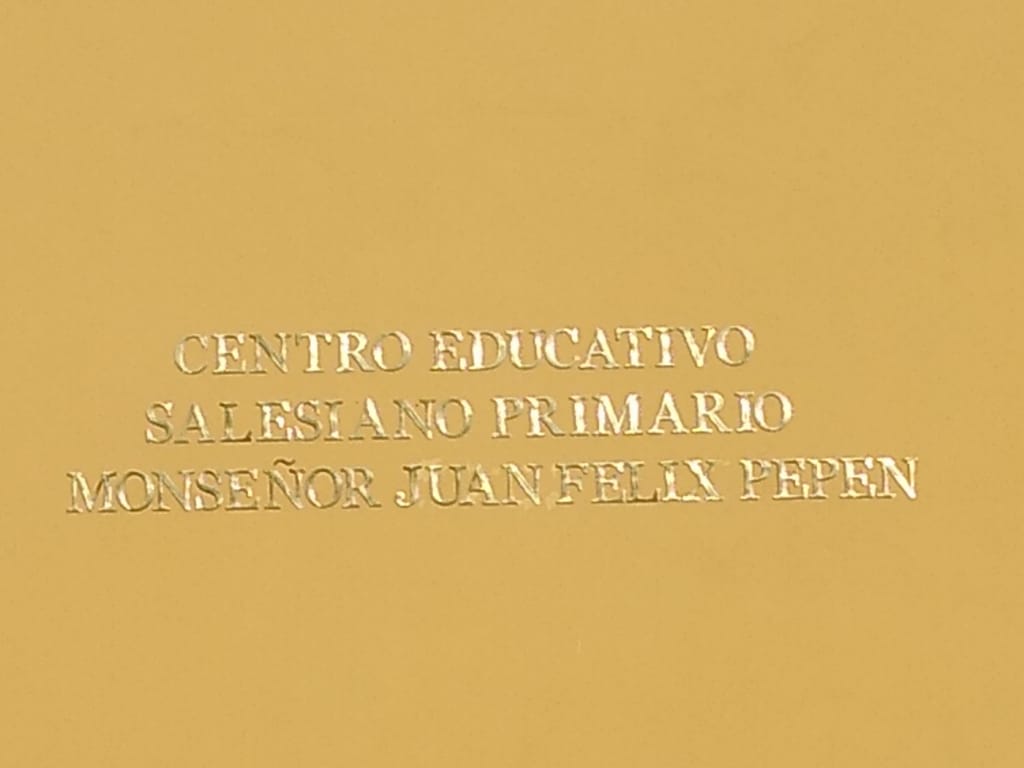 CENTRO EDUCATIVO
SALESIANO PRIMARIO
MONSEÑOR JUAN FELIX PEPEN